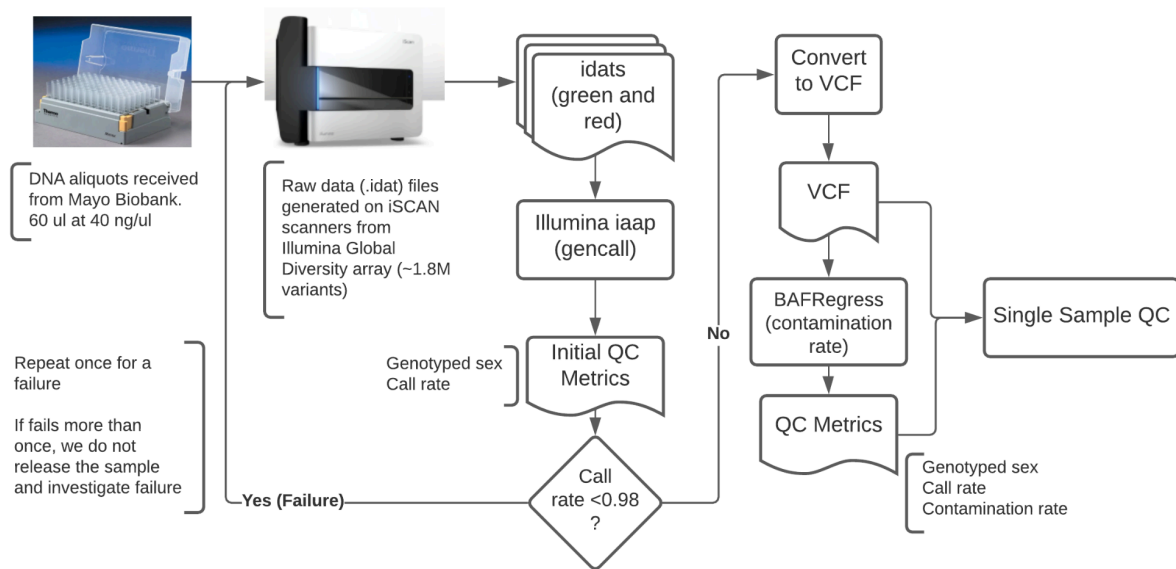 DNA aliquots received
from Mayo Biobank.
60 ul at 40 ng/ul
Raw data (.idat) files
generated on iSCAN
scanners from
Illumina Global
Diversity array (~1.8M
variants)
idats
(green and
red)
Illumina iaap
(gencall)
Genotyped sex
Call rate
Initial QC
Metrics
Call
rate <0.98
?
Yes (Failure)
Repeat once for a
failure
If fails more than
once, we do not
release the sample
and investigate failure
No
Convert
to VCF
VCF
BAFRegress
(contamination
rate)
QC Metrics
Genotyped sex
Call rate
Contamination rate
Single Sample QC